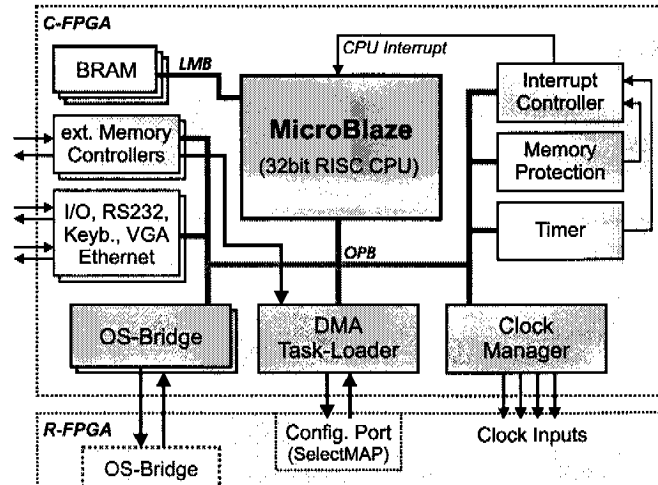 C-FPGA
BRAM
LMB
CPU Interrupt
MicroBlaze
(32bit RISC CPU)
Interrupt
Controller
ext. Memory
Controllers
Memory
Protection
I/O, RS232,
Keyb., VGA
Ethernet
Timer
OPB
OS-Bridge
DMA
Task-Loader
Clock
Manager
R-FPGA
OS-Bridge
Config. Port
(SelectMAP)
Clock Inputs